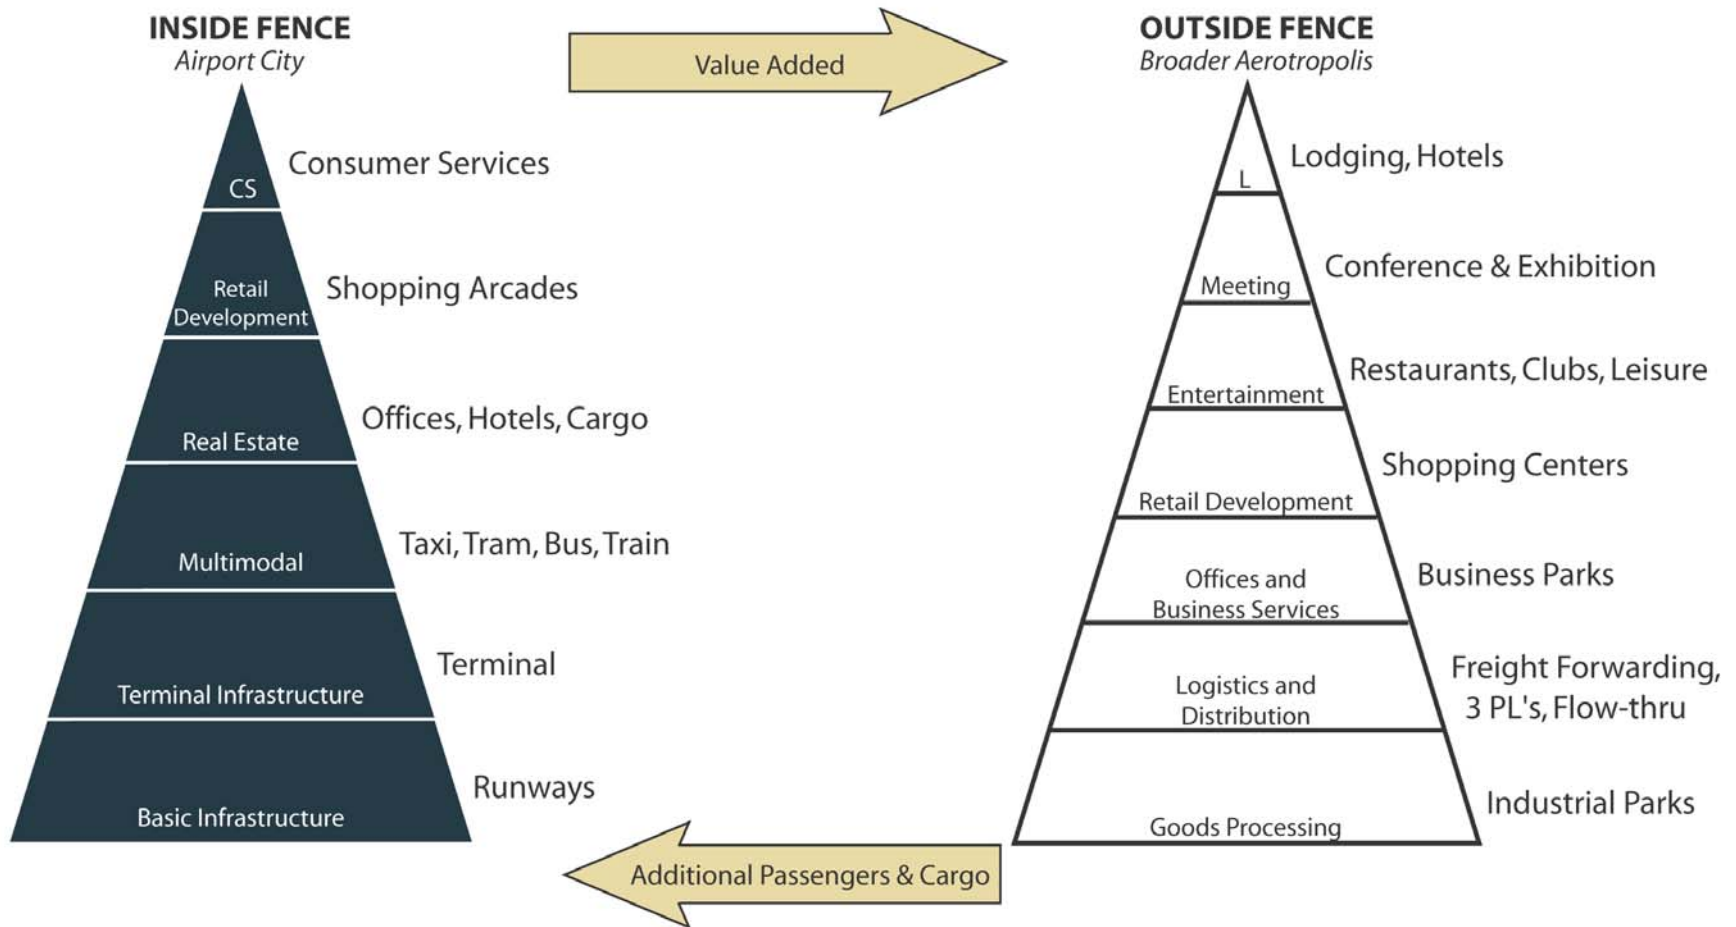 INSIDE FENCE
Airport City
Value Added
OUTSIDE FENCE
Broader Aerotropolis
Consumer Services
CS
Retail
Development
Shopping Arcades
Offices, Hotels, Cargo
Real Estate
Taxi, Tram, Bus, Train
Multimodal
Terminal
Terminal Infrastructure
Runways
Basic Infrastructure
Lodging, Hotels
L
Conference & Exhibition
Meeting
Restaurants, Clubs, Leisure
Entertainment
Shopping Centers
Retail Development
Business Parks
Offices and
Business Services
Freight Forwarding,
3 PL's, Flow-thru
Logistics and
Distribution
Industrial Parks
Goods Processing
Additional Passengers & Cargo